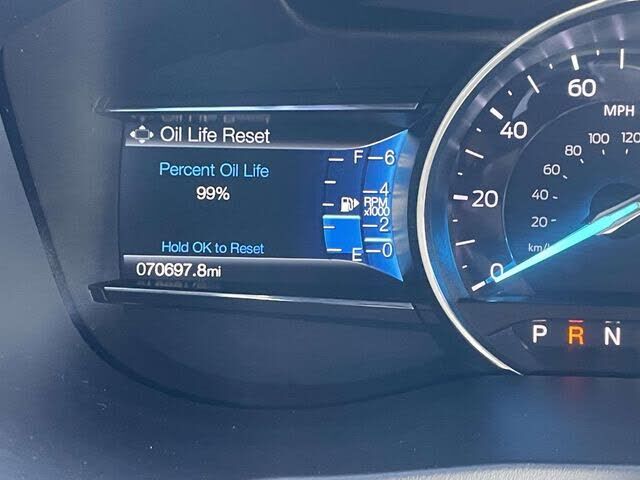 Oil Life Reset
Percent Oil Life
99%
Hold OK to Reset
070697.8mi
F 6
4
RPM
x1000
2
E 0
60
MPH
40
100 120
80
60
20
40
20
km/h
0
P R N